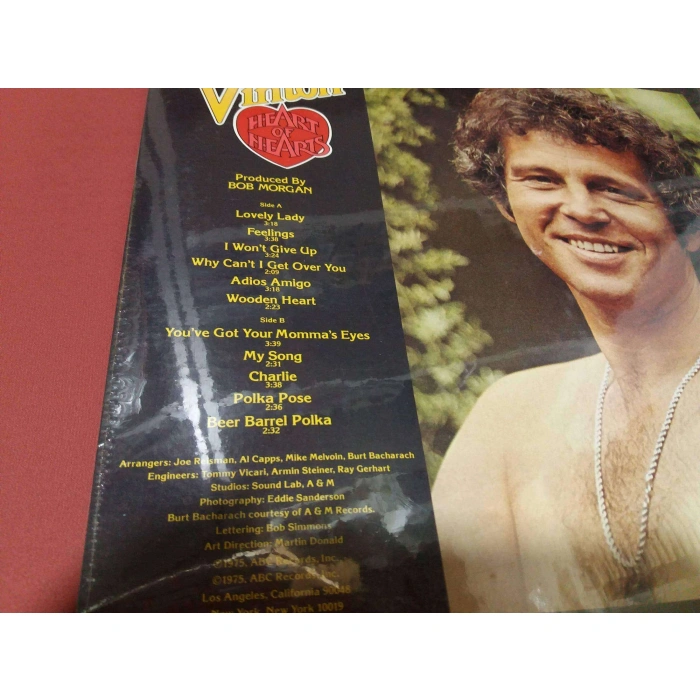 Vinton
HEART
OF
HEARTS
Produced By
BOB MORGAN
Side A
Lovely Lady
3:18
Feelings
3:38
I Won't Give Up
3:24
Why Can't I Get Over You
2:09
Adios Amigo
3:18
Wooden Heart
2:23
Side B
You've Got Your Momma's Eyes
3:39
My Song
2:31
Charlie
3:38
Polka Pose
2:36
Beer Barrel Polka
2:32
Arrangers: Joe Reisman, Al Capps, Mike Melvoin, Burt Bacharach
Engineers: Tommy Vicari, Armin Steiner, Ray Gerhart
Studios: Sound Lab, A & M
Photography: Eddie Sanderson
Burt Bacharach courtesy of A & M Records.
Lettering: Bob Simmons
Art Direction: Martin Donald
©1975, ABC Records, Inc.
©1975, ABC Records,
Los Angeles, California 90048
New York, New York 10019